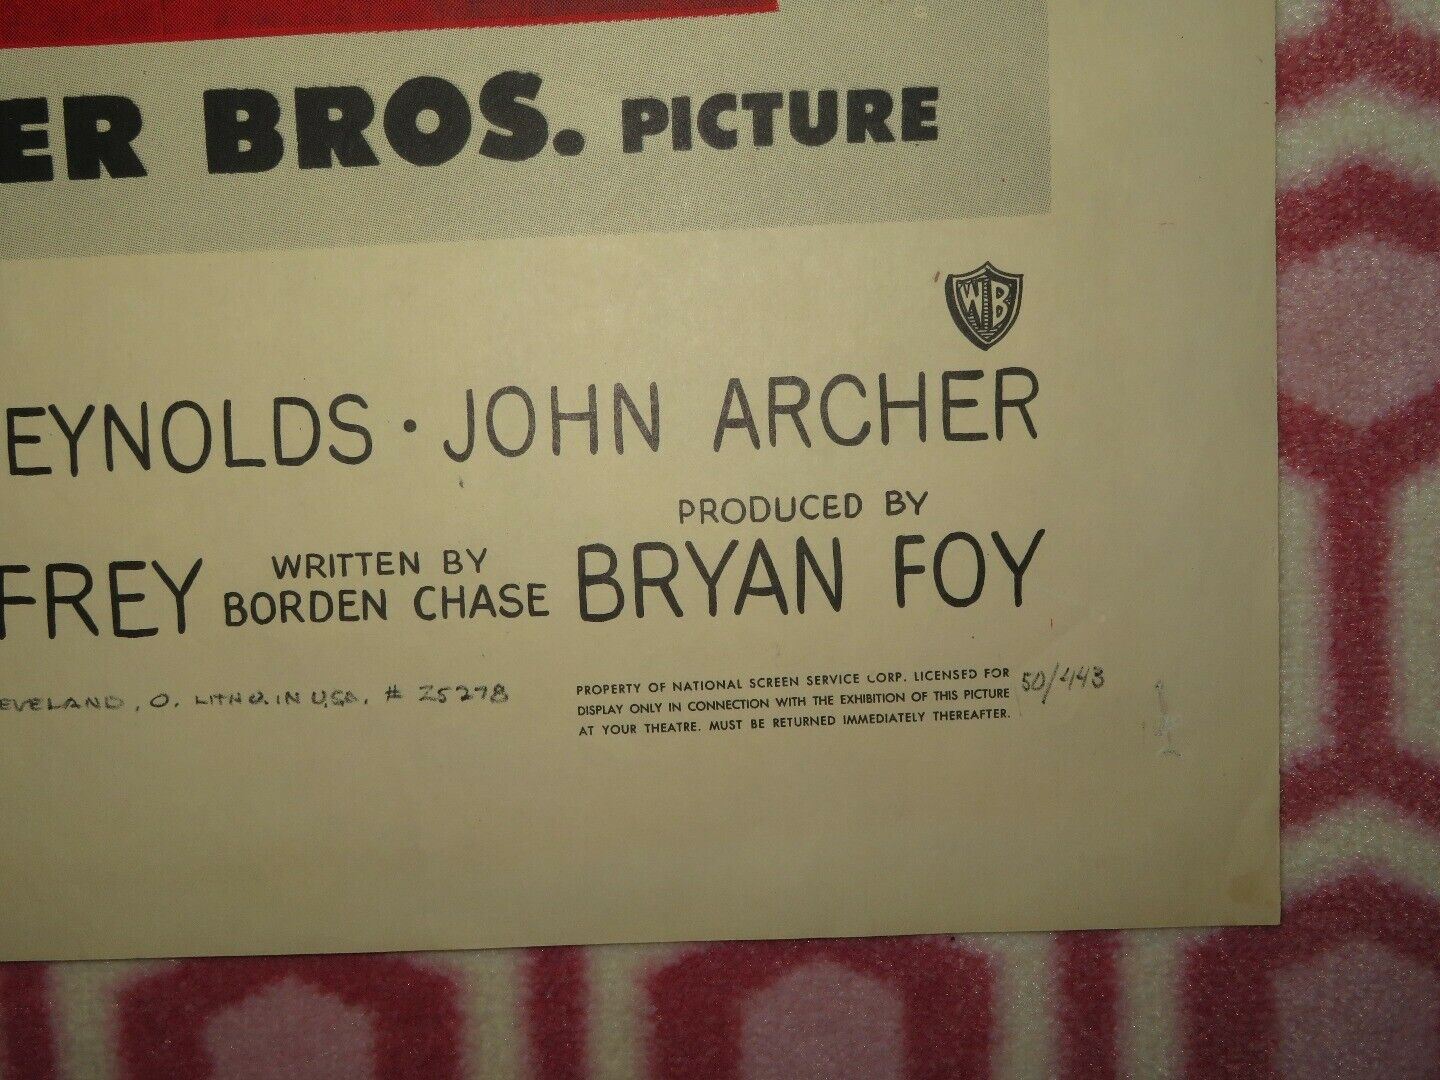 ER BROS. PICTURE
WB
EYNOLDS · JOHN ARCHER
PRODUCED BY
FREY WRITTEN BY BRYAN FOY
BORDEN CHASE
EVELAND, O. LITHO. IN U.S.A. # 25278
PROPERTY OF NATIONAL SCREEN SERVICE CORP. LICENSED FOR 50/443
DISPLAY ONLY IN CONNECTION WITH THE EXHIBITION OF THIS PICTURE
AT YOUR THEATRE. MUST BE RETURNED IMMEDIATELY THEREAFTER.